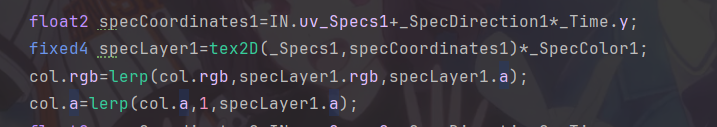 float2 specCoordinates1=IN.uv_Specs1+_SpecDirection1*_Time.y;
fixed4 specLayer1=tex2D(_Specs1,specCoordinates1)*_SpecColor1;
col.rgb=lerp(col.rgb,specLayer1.rgb,specLayer1.a);
col.a=lerp(col.a,1,specLayer1.a);